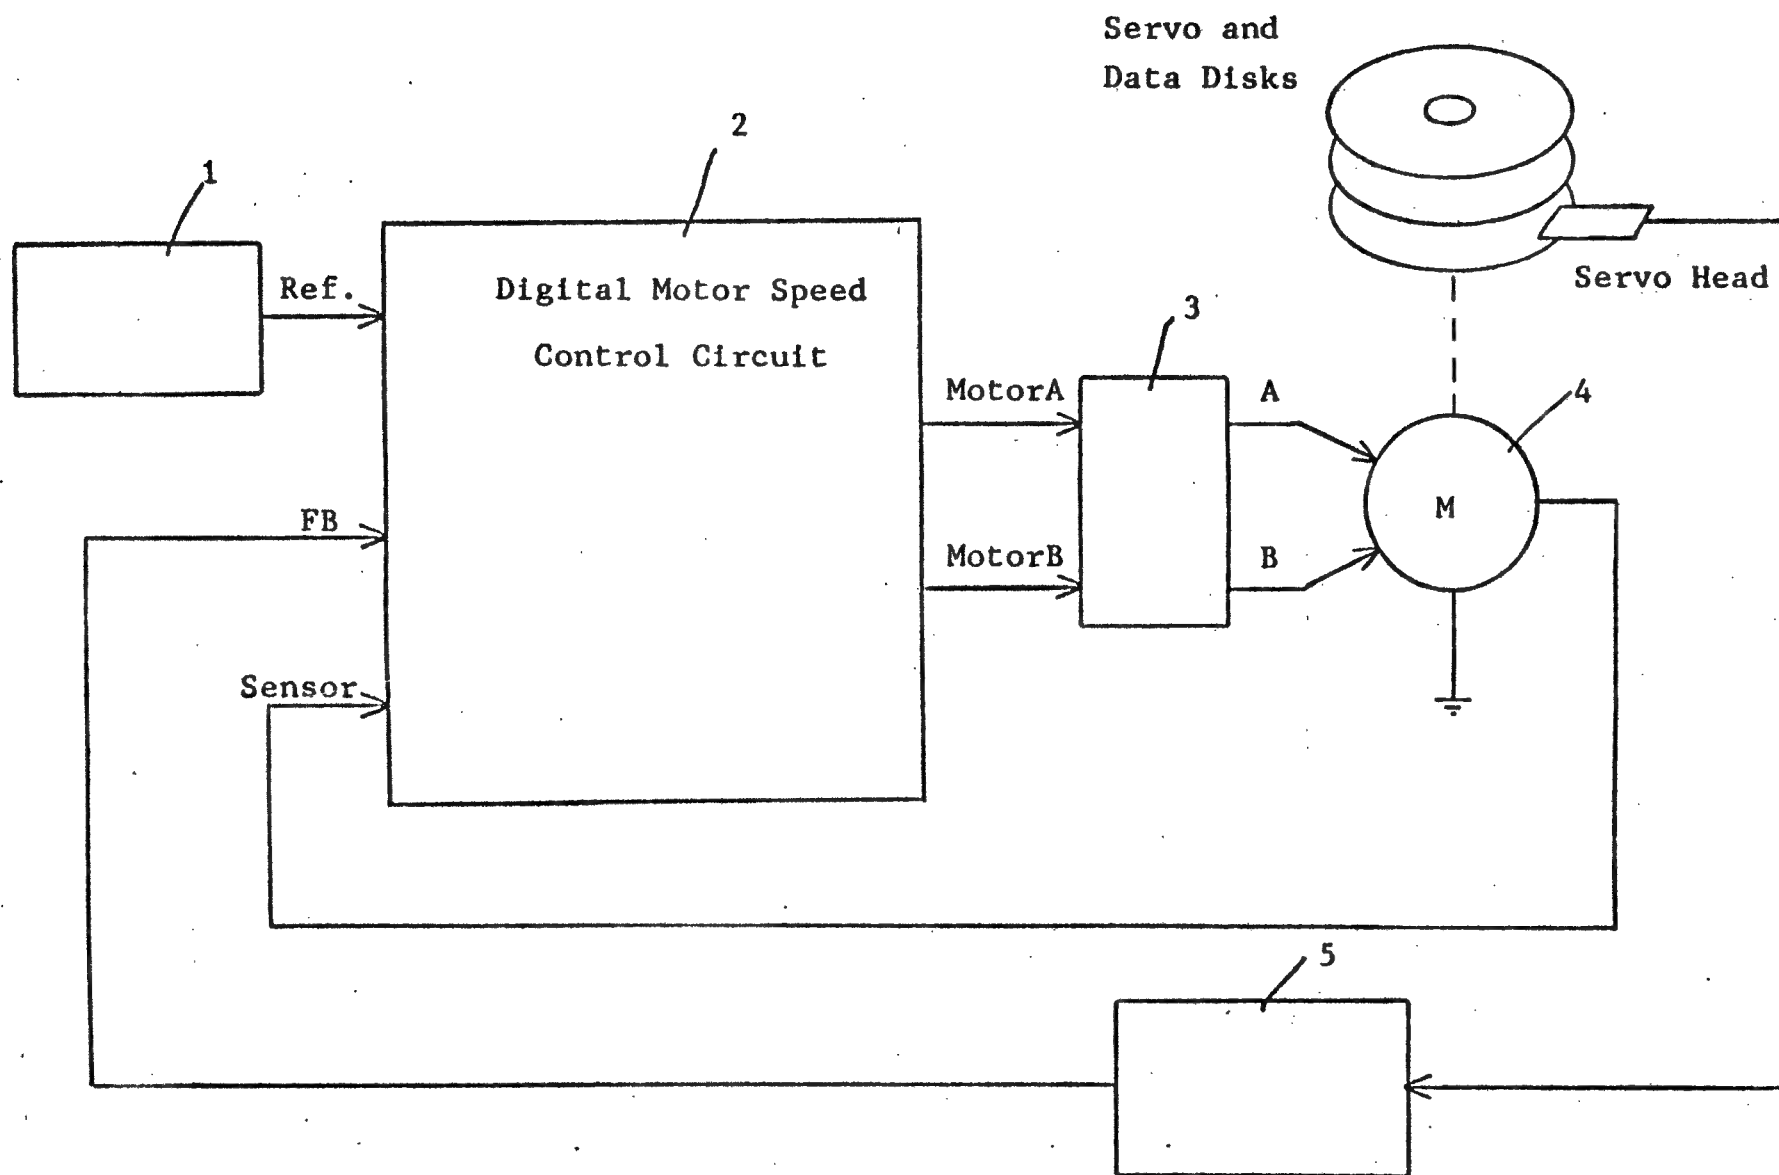 Servo and
Data Disks
2
1
Ref.
Digital Motor Speed
Control Circuit
Servo Head
3
MotorA
A
4
M
FB
MotorB
B
Sensor
5